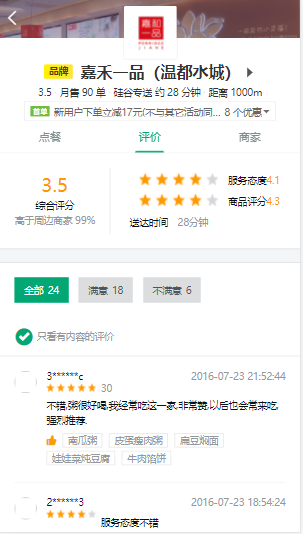 嘉和一品
品牌 嘉禾一品（温都水城）
3.5 月售 90 单 硅谷专送 约 28 分钟 距离 1000m
首单 新用户下单立减17元(不与其它活动同... 8 个优惠
点餐 评价 商家
3.5
综合评分
高于周边商家 99%
服务态度4.1
商品评分4.3
送达时间 28分钟
全部 24 满意 18 不满意 6
只看有内容的评价
3******c 2016-07-23 21:52:44
30
不错,粥很好喝,我经常吃这一家,非常赞,以后也会常来吃,
强烈推荐.
南瓜粥 皮蛋瘦肉粥 扁豆焖面
娃娃菜炖豆腐 牛肉馅饼
2******3 2016-07-23 18:54:24
服务态度不错